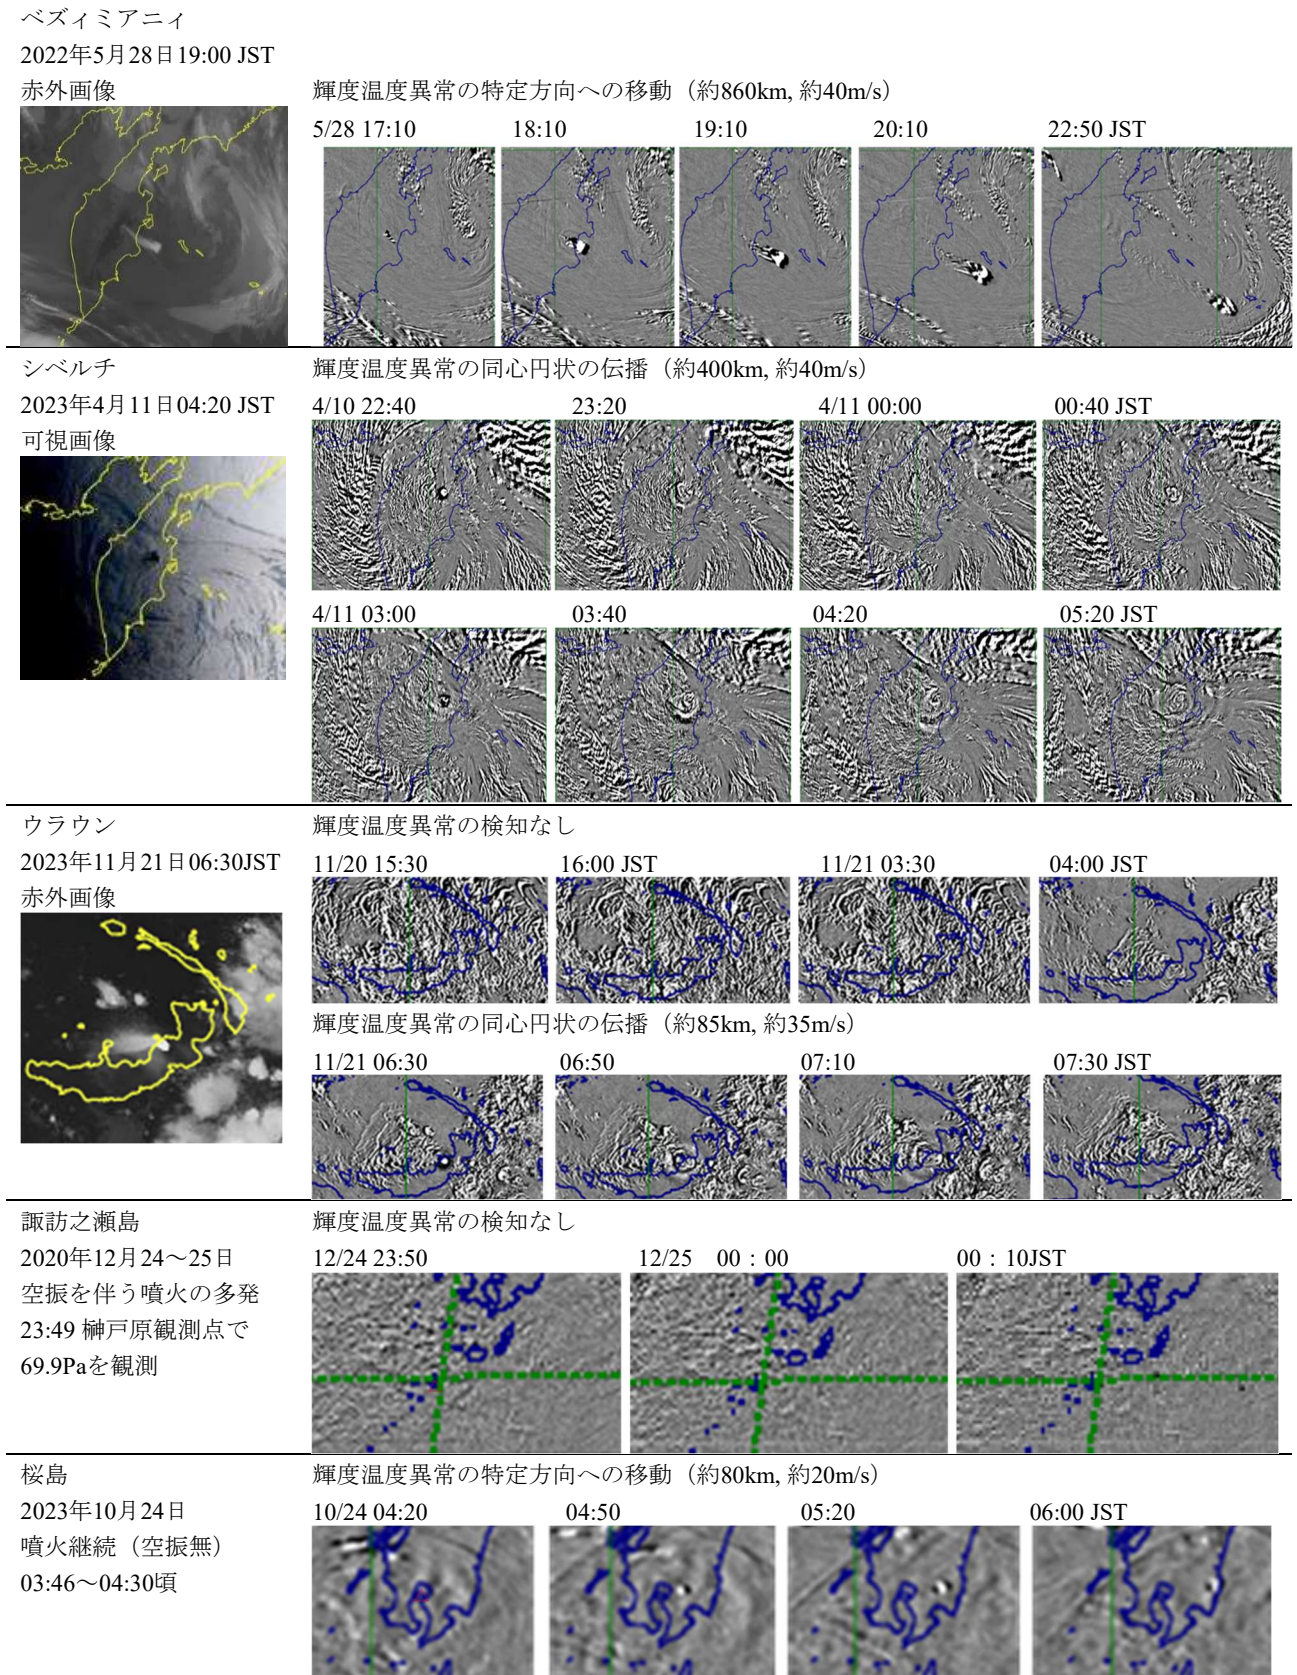 ベズィミアニィ
2022年5月28日19:00 JST
赤外画像
輝度温度異常の特定方向への移動（約860km, 約40m/s）
5/28 17:10 18:10 19:10 20:10 22:50 JST
シベルチ
2023年4月11日04:20 JST
可視画像
輝度温度異常の同心円状の伝播（約400km, 約40m/s）
4/10 22:40 23:20 4/11 00:00 00:40 JST
4/11 03:00 03:40 04:20 05:20 JST
ウラウン
2023年11月21日06:30JST
赤外画像
輝度温度異常の検知なし
11/20 15:30 16:00 JST 11/21 03:30 04:00 JST
輝度温度異常の同心円状の伝播（約85km, 約35m/s）
11/21 06:30 06:50 07:10 07:30 JST
諏訪之瀬島
2020年12月24～25日
空振を伴う噴火の多発
23:49 榊戸原観測点で
69.9Paを観測
輝度温度異常の検知なし
12/24 23:50 12/25 00：00 00：10JST
桜島
2023年10月24日
噴火継続（空振無）
03:46～04:30頃
輝度温度異常の特定方向への移動（約80km, 約20m/s）
10/24 04:20 04:50 05:20 06:00 JST